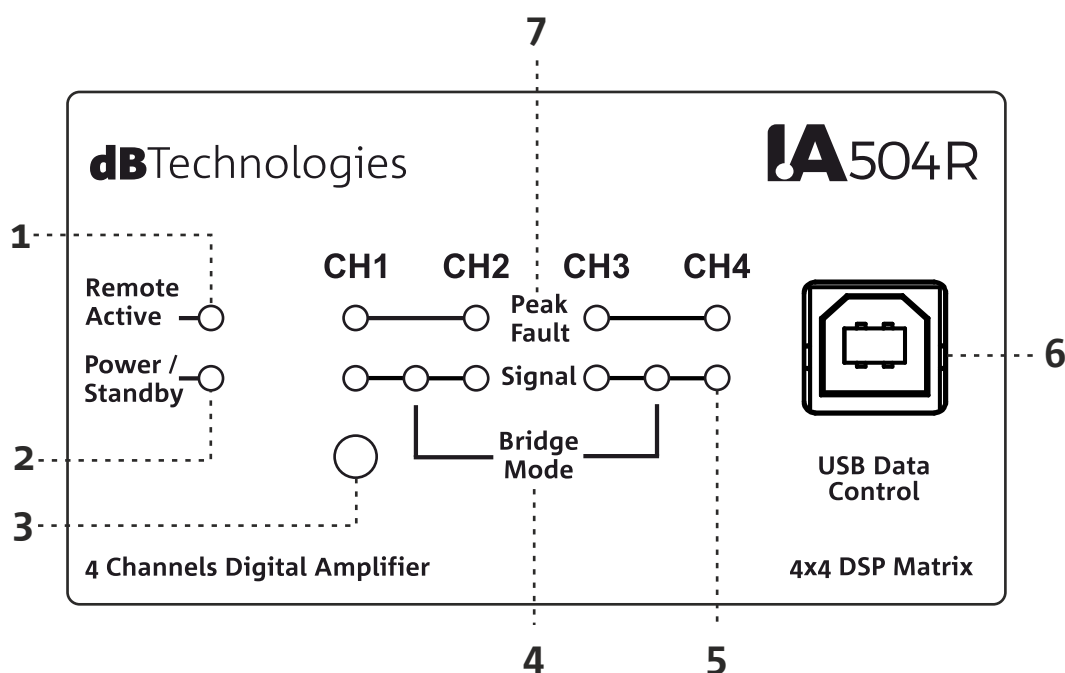 7
dBTechnologies
IA504R
1
CH1 CH2 CH3 CH4
Remote
Active
Peak
Fault
Power /
Standby
Signal
6
Bridge
Mode
2
USB Data
Control
3
4 Channels Digital Amplifier
4x4 DSP Matrix
4
5